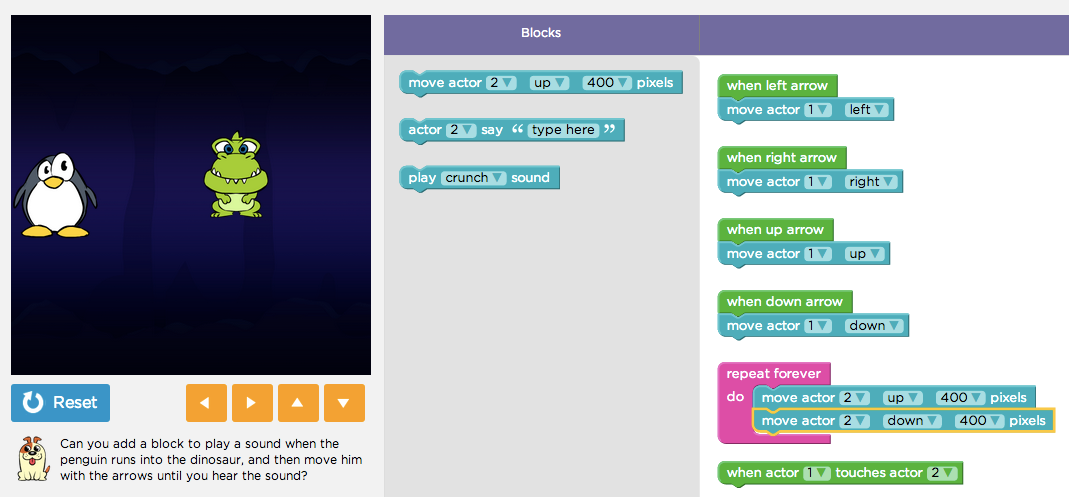 Blocks
move actor 2 up 400 pixels
actor 2 say “ type here ”
play crunch sound
when left arrow
move actor 1 left
when right arrow
move actor 1 right
when up arrow
move actor 1 up
when down arrow
move actor 1 down
repeat forever
do move actor 2 up 400 pixels
move actor 2 down 400 pixels
when actor 1 touches actor 2
Reset
Can you add a block to play a sound when the
penguin runs into the dinosaur, and then move him
with the arrows until you hear the sound?